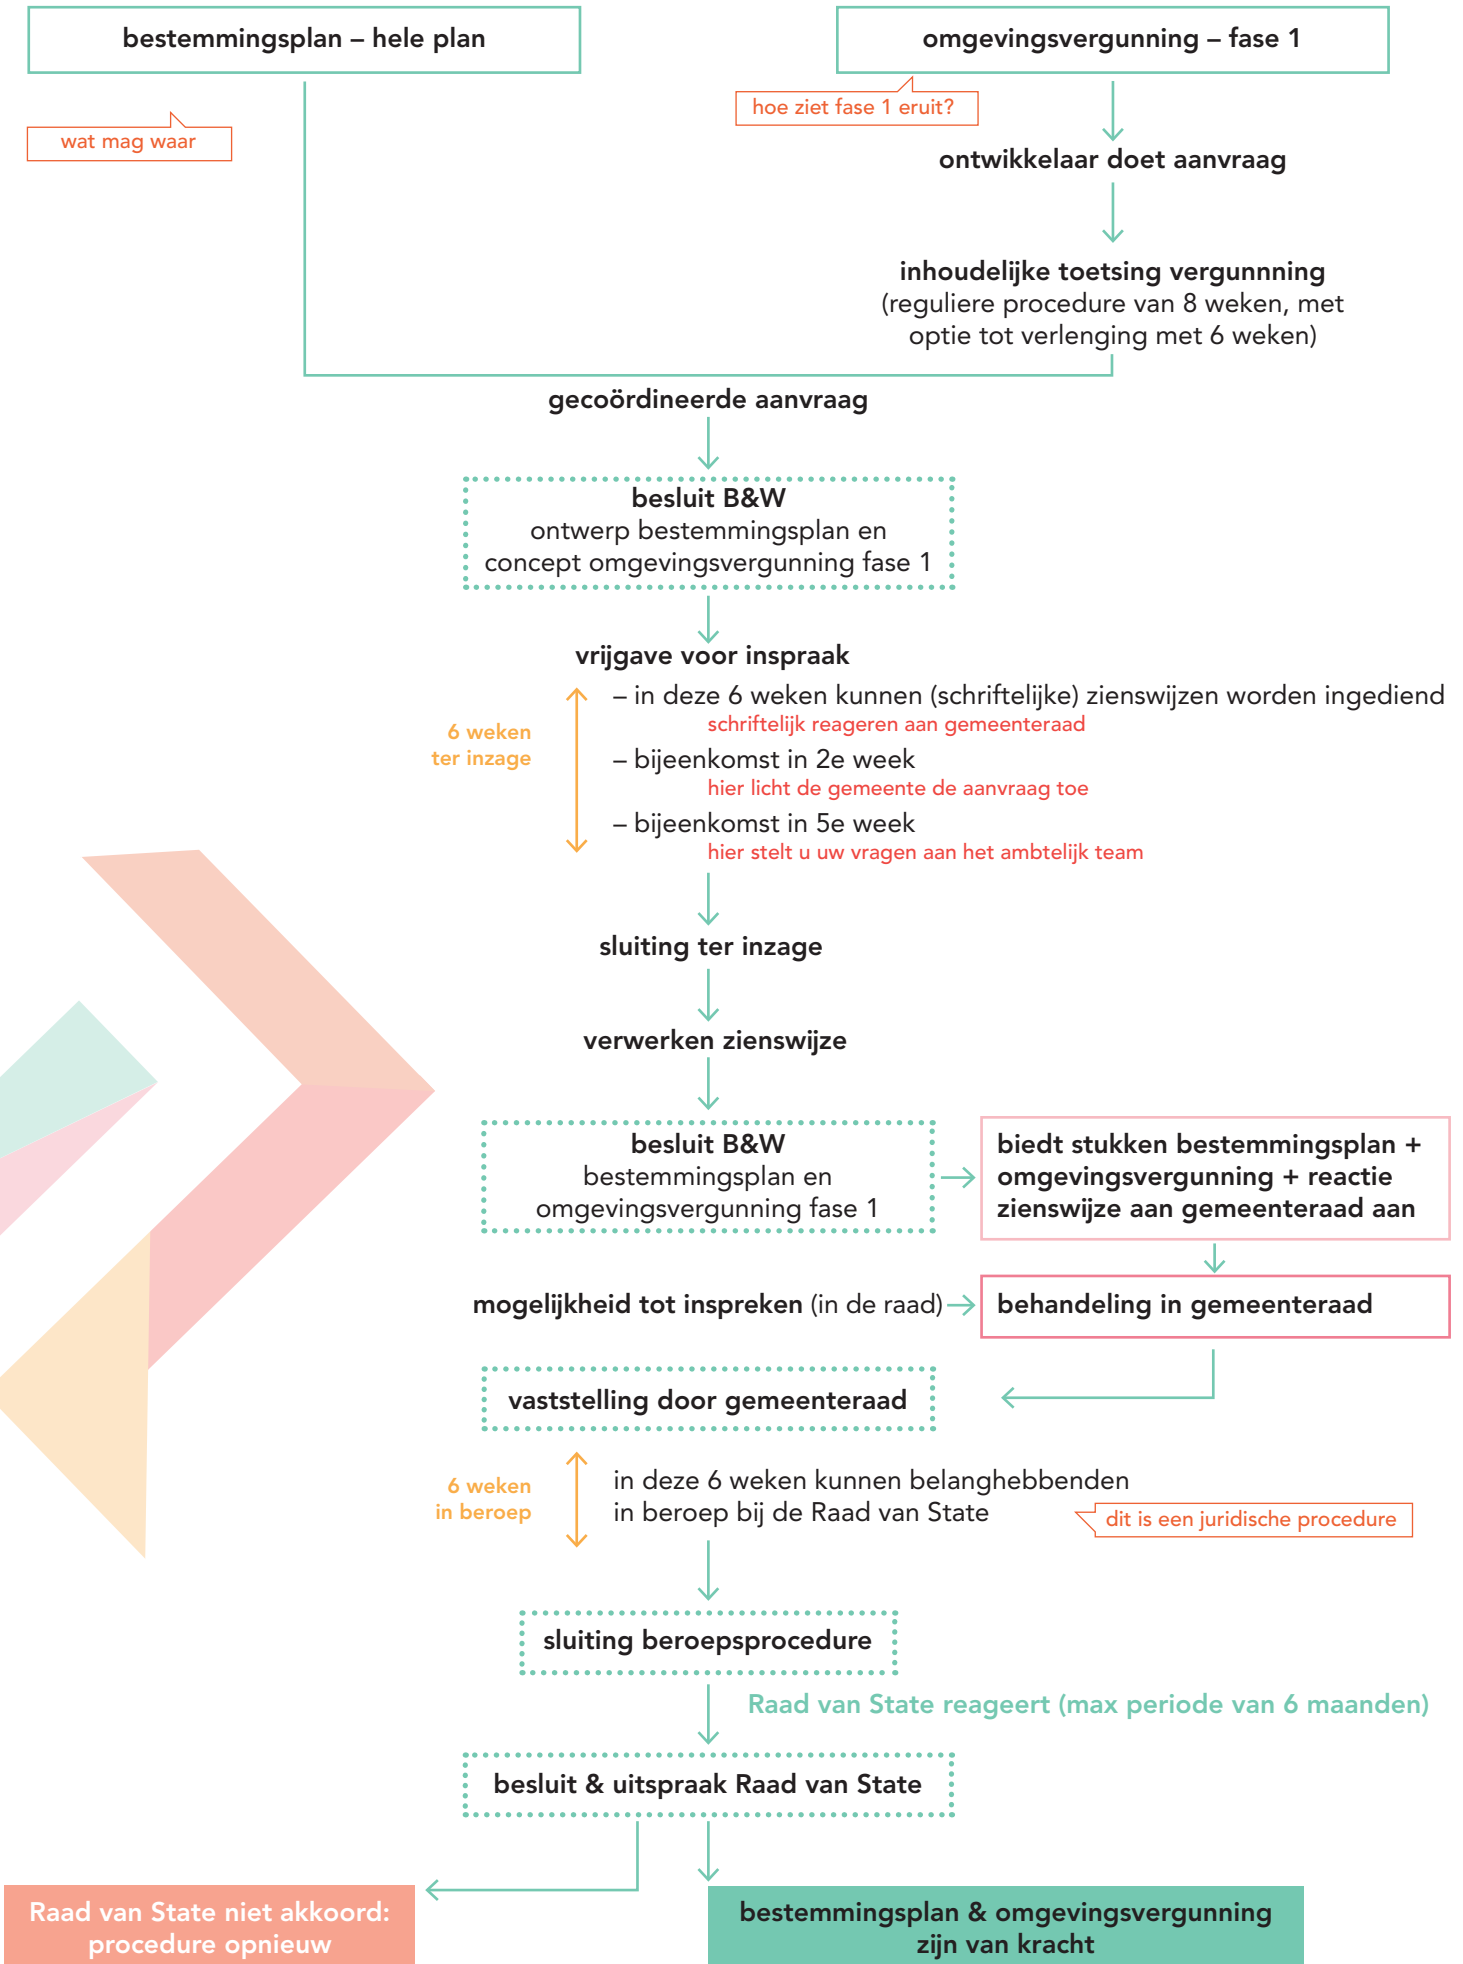 bestemmingsplan – hele plan
omgevingsvergunning – fase 1
wat mag waar
hoe ziet fase 1 eruit?
ontwikkelaar doet aanvraag
inhoudelijke toetsing vergunnning
(reguliere procedure van 8 weken, met
optie tot verlenging met 6 weken)
gecoördineerde aanvraag
besluit B&W
ontwerp bestemmingsplan en
concept omgevingsvergunning fase 1
vrijgave voor inspraak
6 weken
ter inzage
– in deze 6 weken kunnen (schriftelijke) zienswijzen worden ingediend
schriftelijk reageren aan gemeenteraad
– bijeenkomst in 2e week
hier licht de gemeente de aanvraag toe
– bijeenkomst in 5e week
hier stelt u uw vragen aan het ambtelijk team
sluiting ter inzage
verwerken zienswijze
besluit B&W
bestemmingsplan en
omgevingsvergunning fase 1
biedt stukken bestemmingsplan +
omgevingsvergunning + reactie
zienswijze aan gemeenteraad aan
mogelijkheid tot inspreken (in de raad)
behandeling in gemeenteraad
vaststelling door gemeenteraad
6 weken
in beroep
in deze 6 weken kunnen belanghebbenden
in beroep bij de Raad van State
dit is een juridische procedure
sluiting beroepsprocedure
Raad van State reageert (max periode van 6 maanden)
besluit & uitspraak Raad van State
Raad van State niet akkoord:
procedure opnieuw
bestemmingsplan & omgevingsvergunning
zijn van kracht